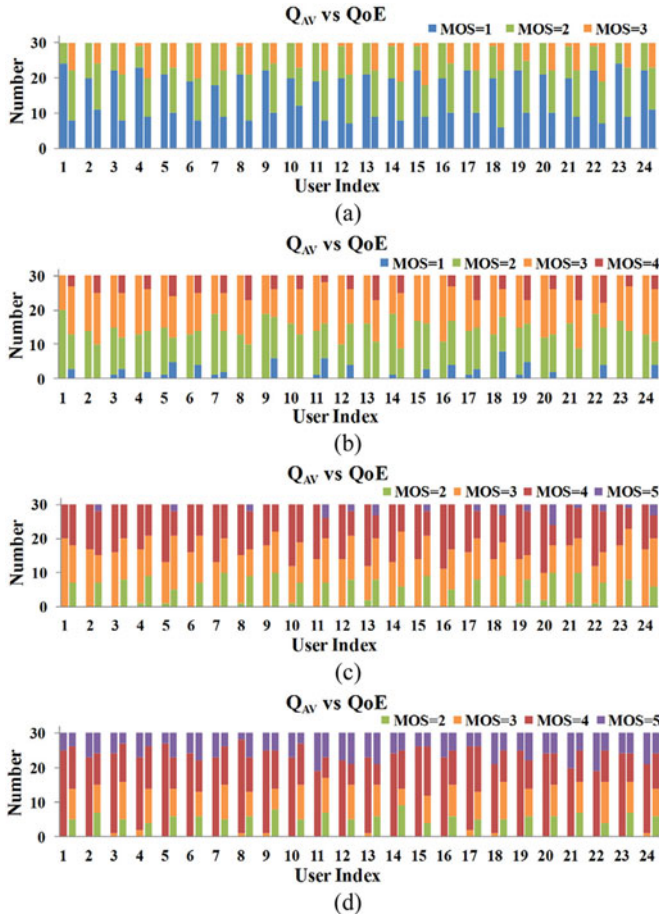 Q_AV vs QoE
MOS=1 MOS=2 MOS=3
30
20
10
0
Number
1 2 3 4 5 6 7 8 9 10 11 12 13 14 15 16 17 18 19 20 21 22 23 24
User Index
(a)
Q_AV vs QoE
MOS=1 MOS=2 MOS=3 MOS=4
30
20
10
0
Number
1 2 3 4 5 6 7 8 9 10 11 12 13 14 15 16 17 18 19 20 21 22 23 24
User Index
(b)
Q_AV vs QoE
MOS=2 MOS=3 MOS=4 MOS=5
30
20
10
0
Number
1 2 3 4 5 6 7 8 9 10 11 12 13 14 15 16 17 18 19 20 21 22 23 24
User Index
(c)
Q_AV vs QoE
MOS=2 MOS=3 MOS=4 MOS=5
30
20
10
0
Number
1 2 3 4 5 6 7 8 9 10 11 12 13 14 15 16 17 18 19 20 21 22 23 24
User Index
(d)